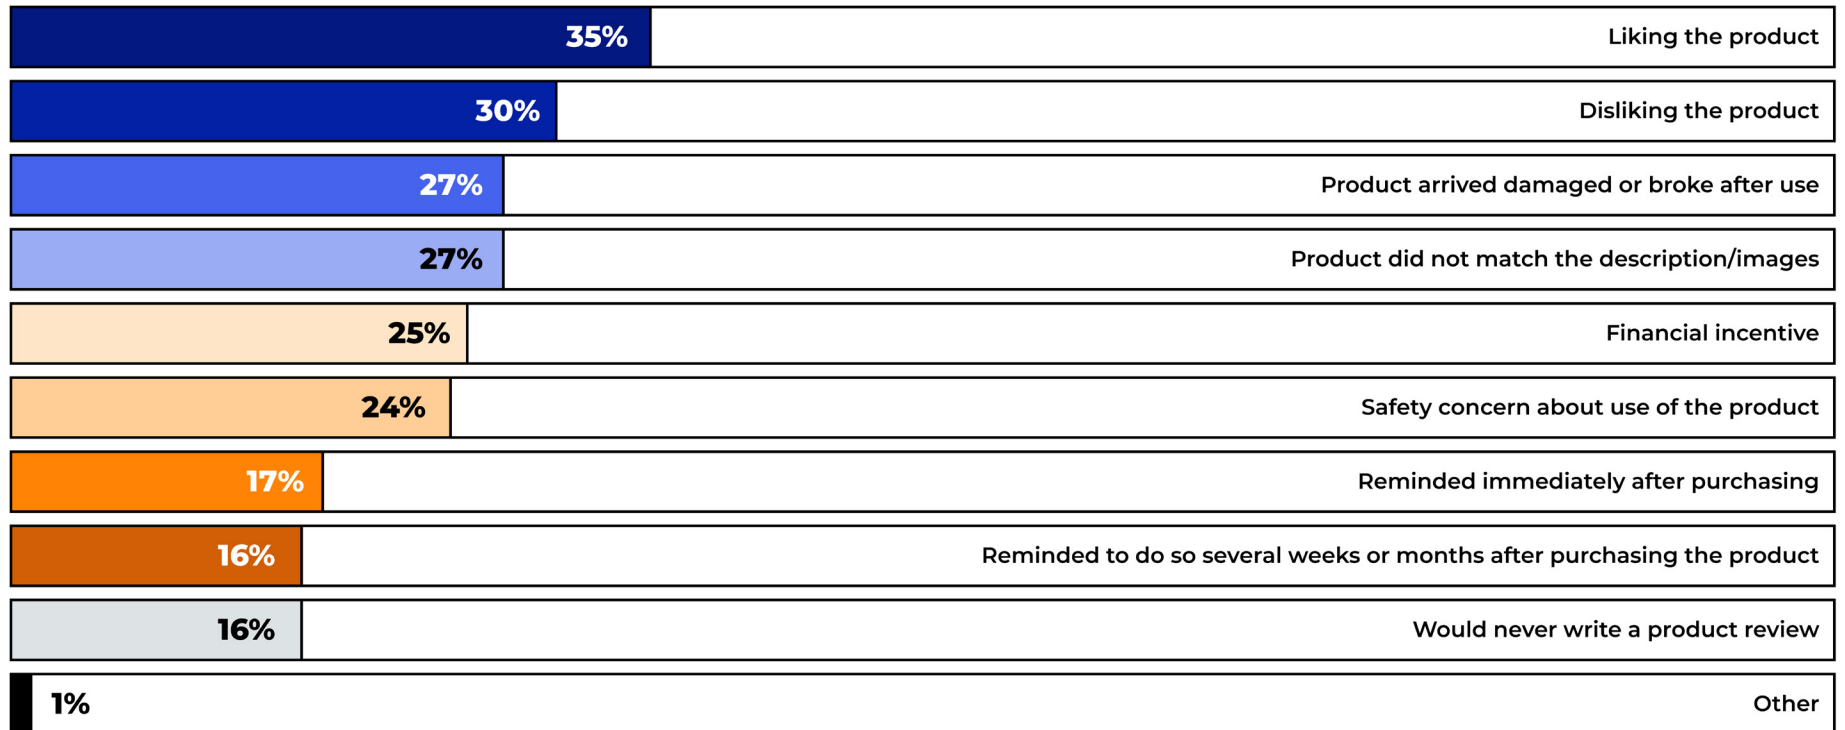 35% Liking the product
30% Disliking the product
27% Product arrived damaged or broke after use
27% Product did not match the description/images
25% Financial incentive
24% Safety concern about use of the product
17% Reminded immediately after purchasing
16% Reminded to do so several weeks or months after purchasing the product
16% Would never write a product review
1% Other